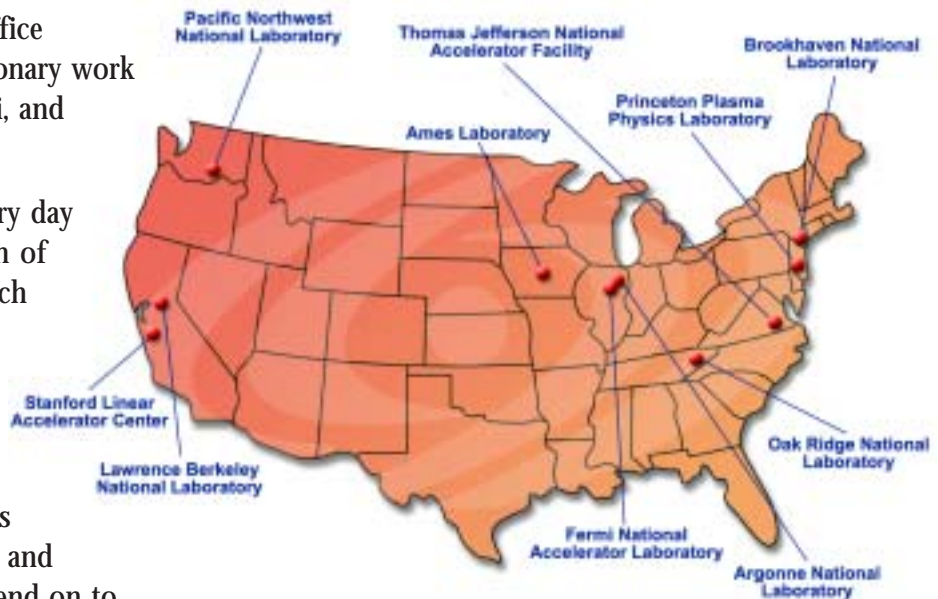 ffice
onary work
i, and
ry day
n of
ch
s
and
end on to
Pacific Northwest
National Laboratory
Thomas Jefferson National
Accelerator Facility
Brookhaven National
Laboratory
Princeton Plasma
Physics Laboratory
Ames Laboratory
Stanford Linear
Accelerator Center
Lawrence Berkeley
National Laboratory
Oak Ridge National
Laboratory
Fermi National
Accelerator Laboratory
Argonne National
Laboratory